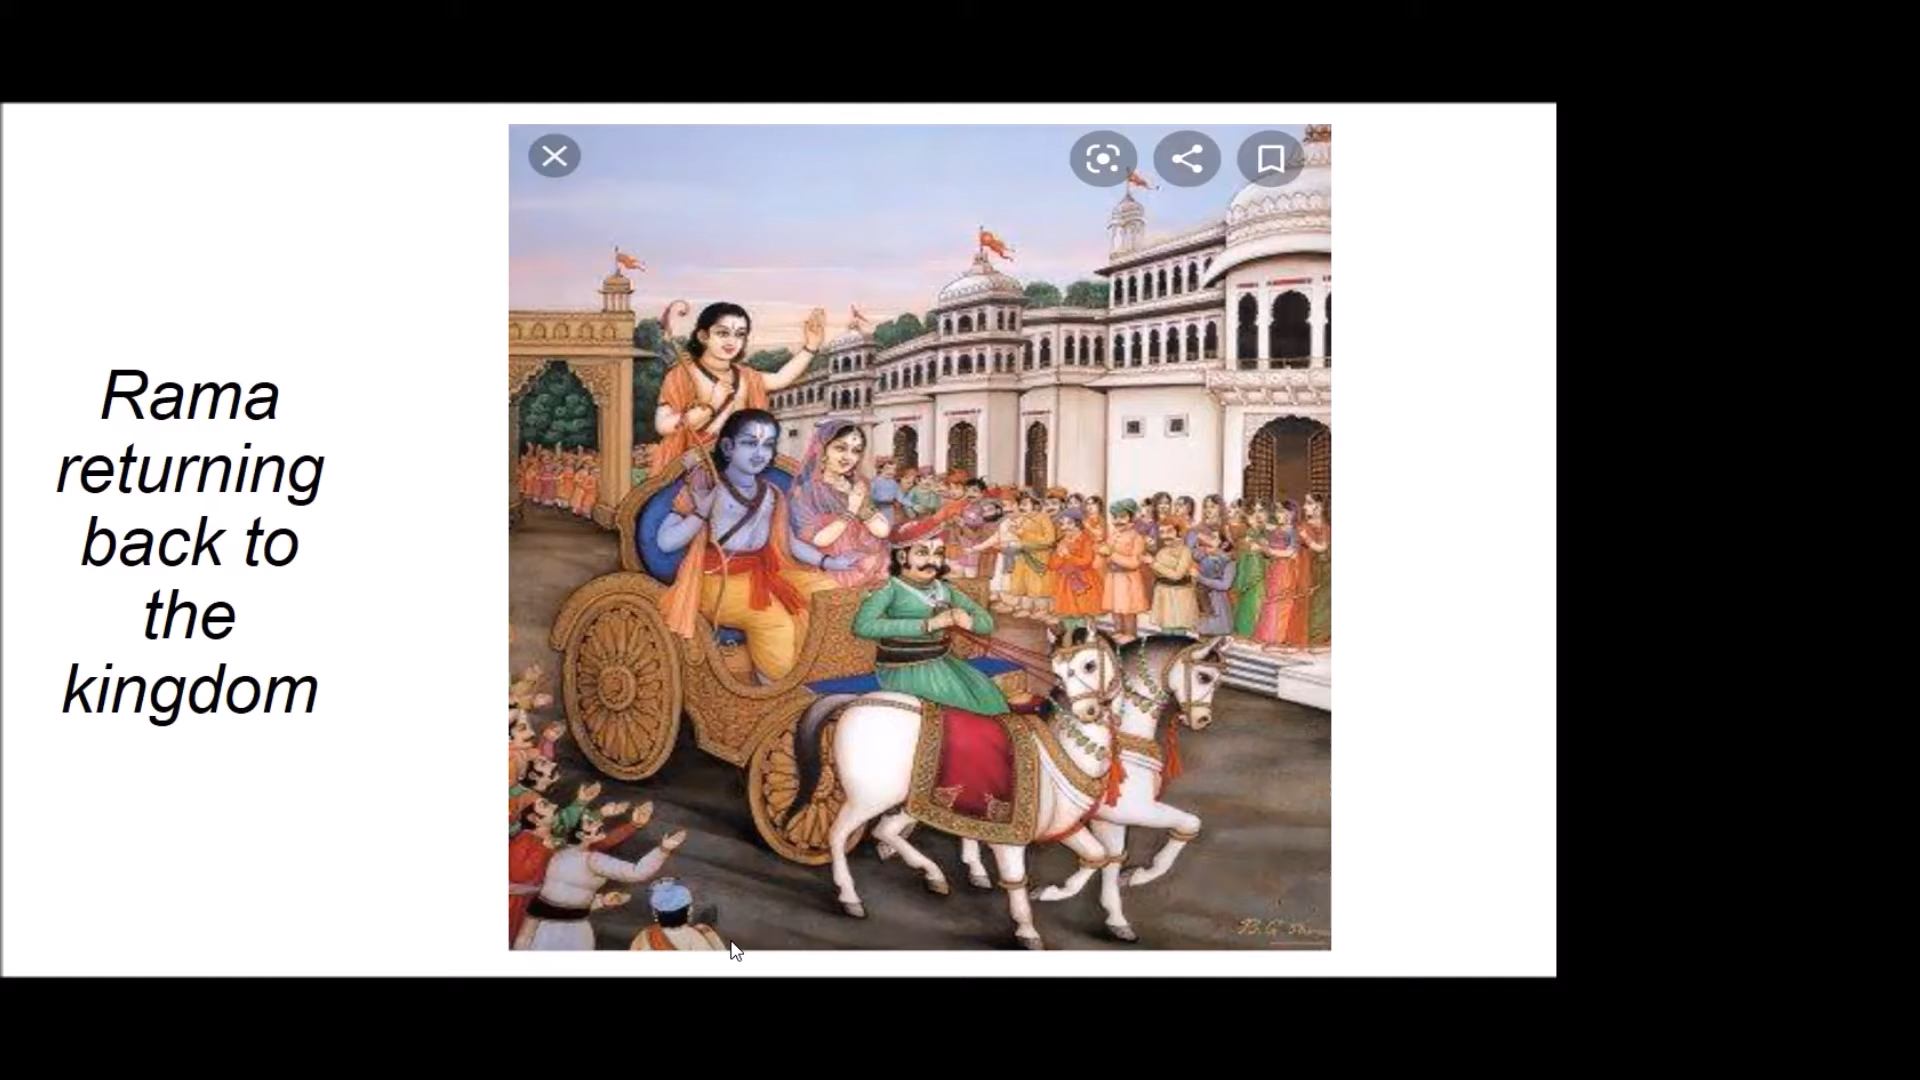 Rama
returning
back to
the
kingdom